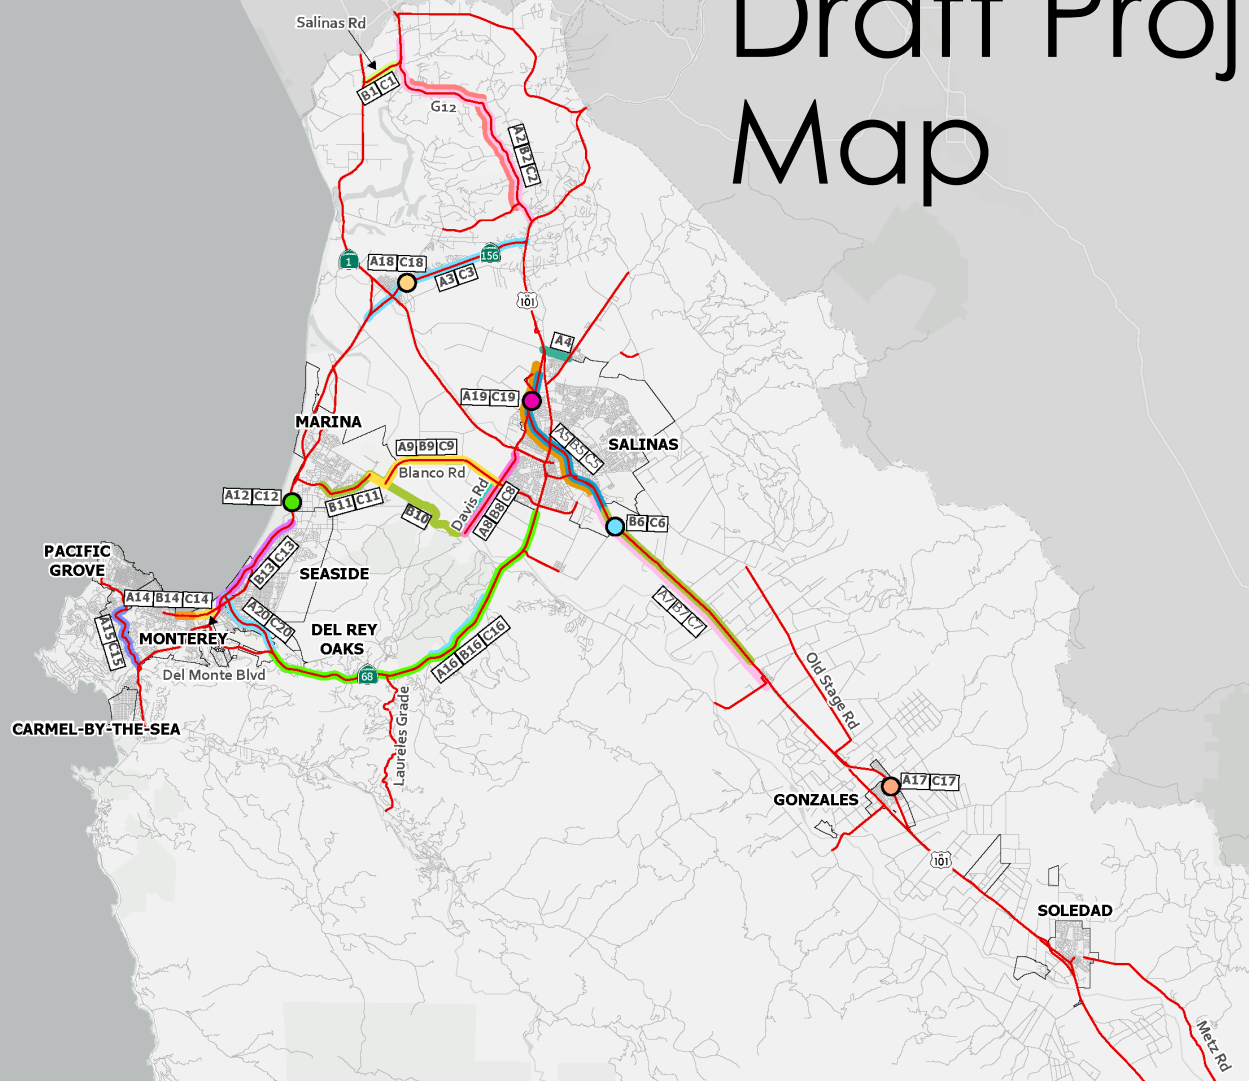 Draft Proj
Map
Salinas Rd
B1 C1
G12
A2 B2 C2
1
A18 C18
156
A3 C3
101
A4
A19 C19
MARINA
SALINAS
A5 B5 C5
A9 B9 C9
Blanco Rd
A12 C12
B11 C11
B10
Davis Rd
A8 B8 C8
B6 C6
PACIFIC
GROVE
B13 C13
SEASIDE
A14 B14 C14
A20 C20
A7 B7 C7
A15 C15
MONTEREY
DEL REY
OAKS
A16 B16 C16
Del Monte Blvd
68
Old Stage Rd
Laureles Grade
CARMEL-BY-THE-SEA
GONZALES
A17 C17
101
SOLEDAD
Metz Rd